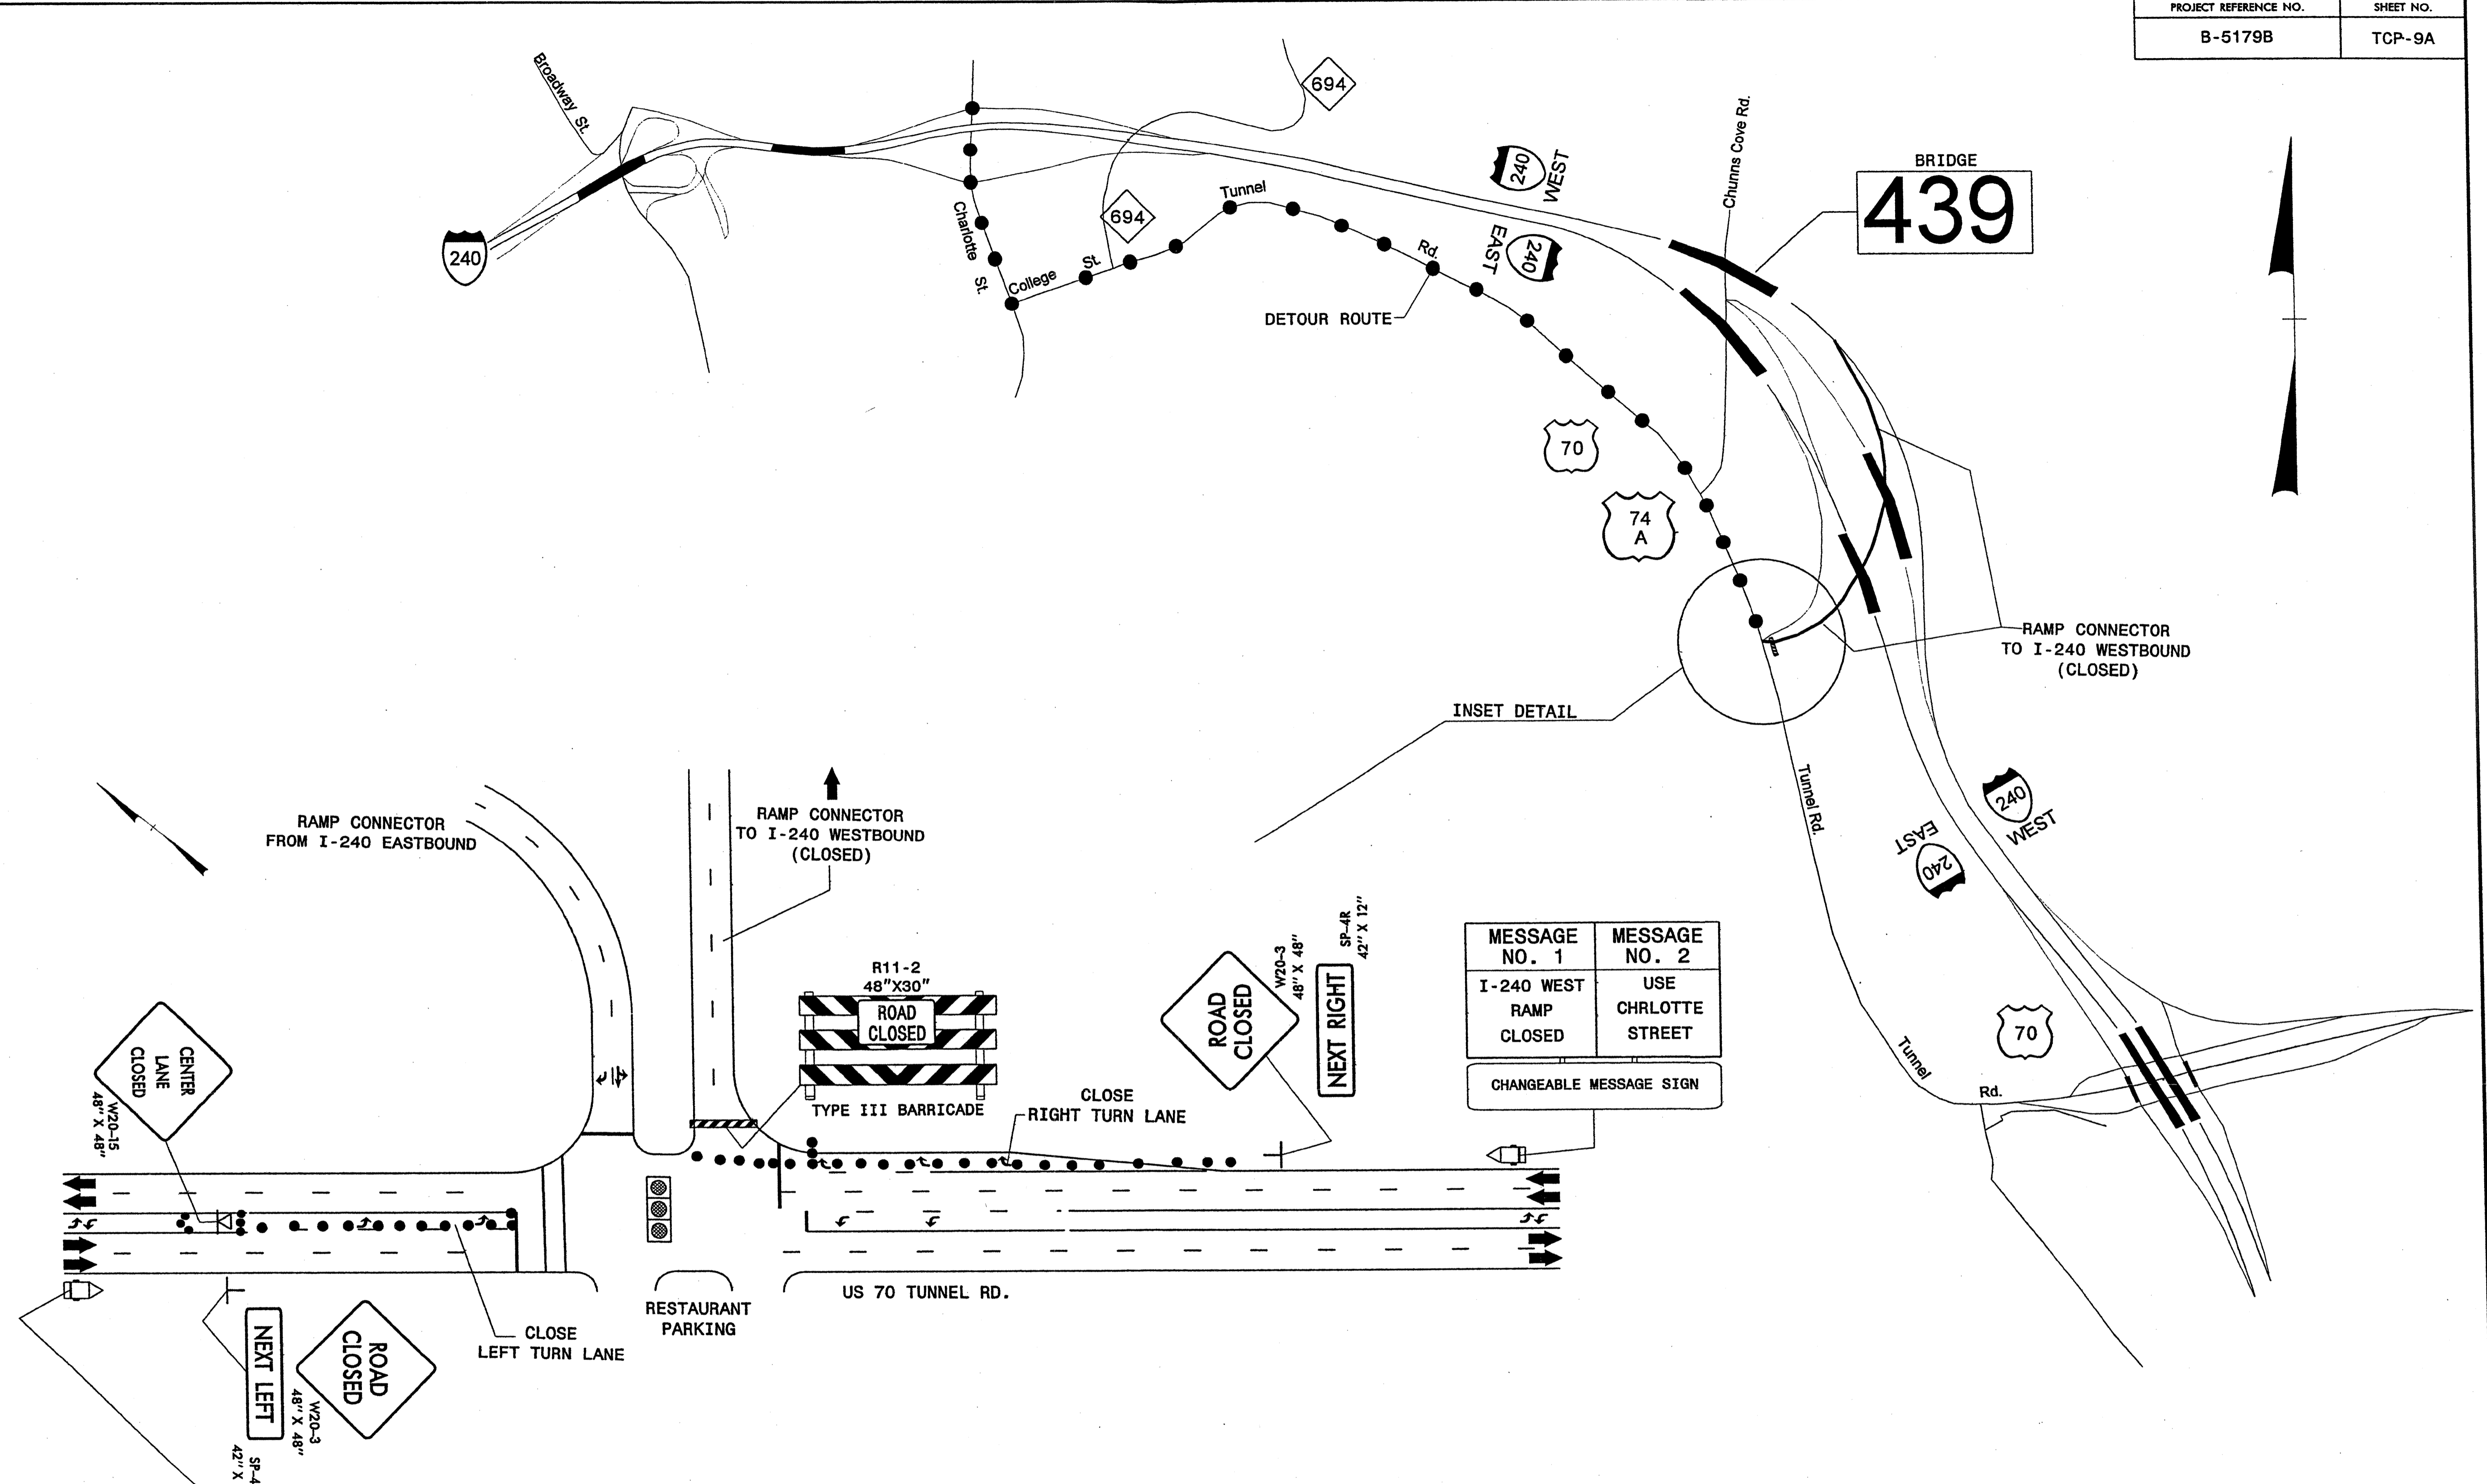 PROJECT REFERENCE NO.
SHEET NO.
B-5179B
TCP-9A
Broadway St.
694
Chunns Cove Rd.
240
WEST
BRIDGE
439
Tunnel
694
Charlotte
St.
240
EAST
240
Rd.
College
St.
DETOUR ROUTE
70
74
A
RAMP CONNECTOR
TO I-240 WESTBOUND
(CLOSED)
INSET DETAIL
Tunnel Rd.
240
WEST
EAST
240
RAMP CONNECTOR
FROM I-240 EASTBOUND
RAMP CONNECTOR
TO I-240 WESTBOUND
(CLOSED)
R11-2
48"X30"
ROAD
CLOSED
TYPE III BARRICADE
CLOSE
RIGHT TURN LANE
ROAD
CLOSED
W20-3
48" X 48"
NEXT RIGHT
SP-4R
42" X 12"
MESSAGE
NO. 1
MESSAGE
NO. 2
I-240 WEST
RAMP
CLOSED
USE
CHRLOTTE
STREET
CHANGEABLE MESSAGE SIGN
70
Tunnel
Rd.
CENTER
LANE
CLOSED
W20-15
48" X 48"
US 70 TUNNEL RD.
RESTAURANT
PARKING
CLOSE
LEFT TURN LANE
NEXT LEFT
ROAD
CLOSED
W20-3
48" X 48"
SP-4
42" X